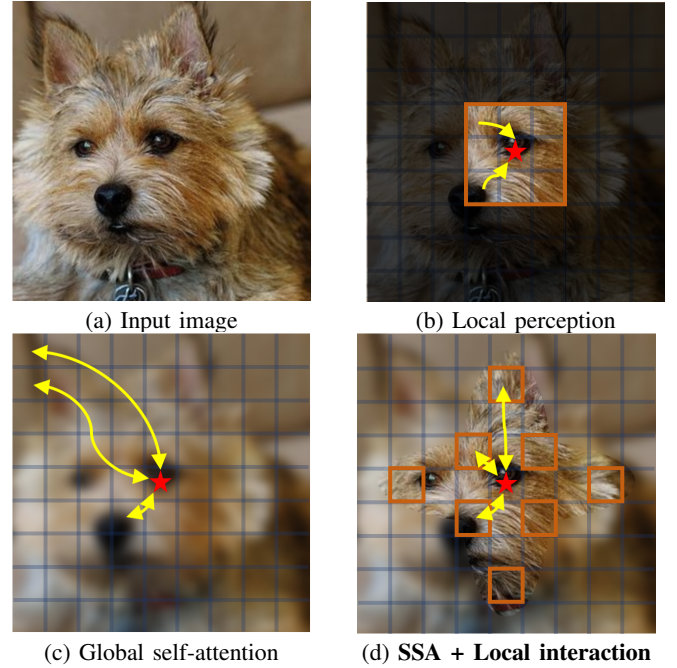 (a) Input image
(b) Local perception
(c) Global self-attention
(d) SSA + Local interaction